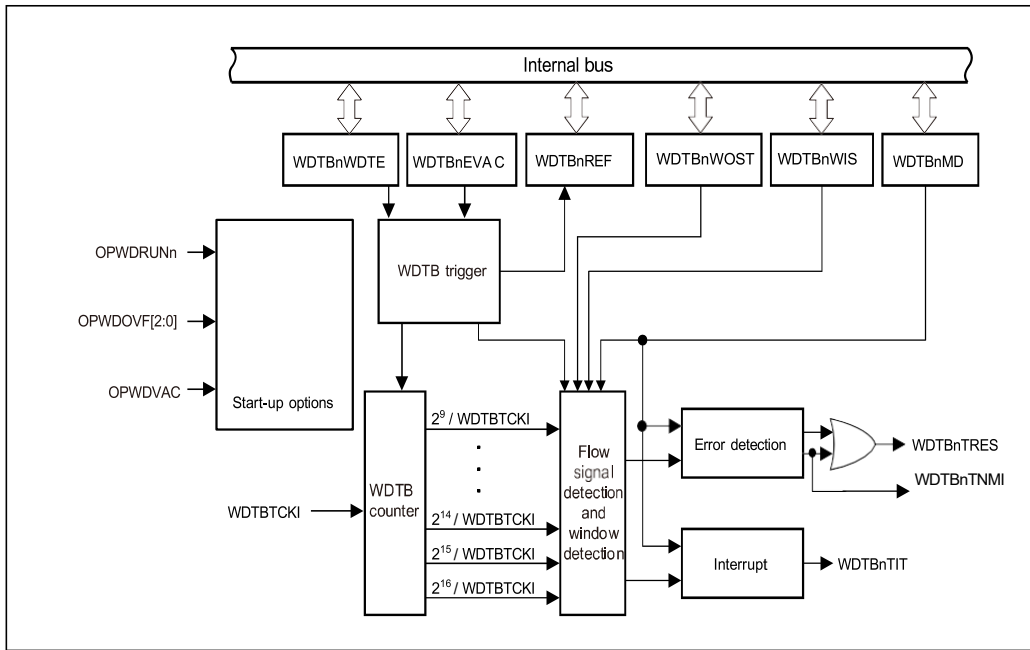 Internal bus
WDTBnWDTE
WDTBnEVAC
WDTBnREF
WDTBnWOST
WDTBnWIS
WDTBnMD
OPWDRUNn
OPWDOVF[2:0]
OPWDVAC
Start-up options
WDTB trigger
WDTBTCKI
WDTB
counter
2⁹ / WDTBTCKI
2¹⁴ / WDTBTCKI
2¹⁵ / WDTBTCKI
2¹⁶ / WDTBTCKI
Flow
signal
detection
and
window
detection
Error detection
WDTBnTRES
WDTBnTNMI
Interrupt
WDTBnTIT